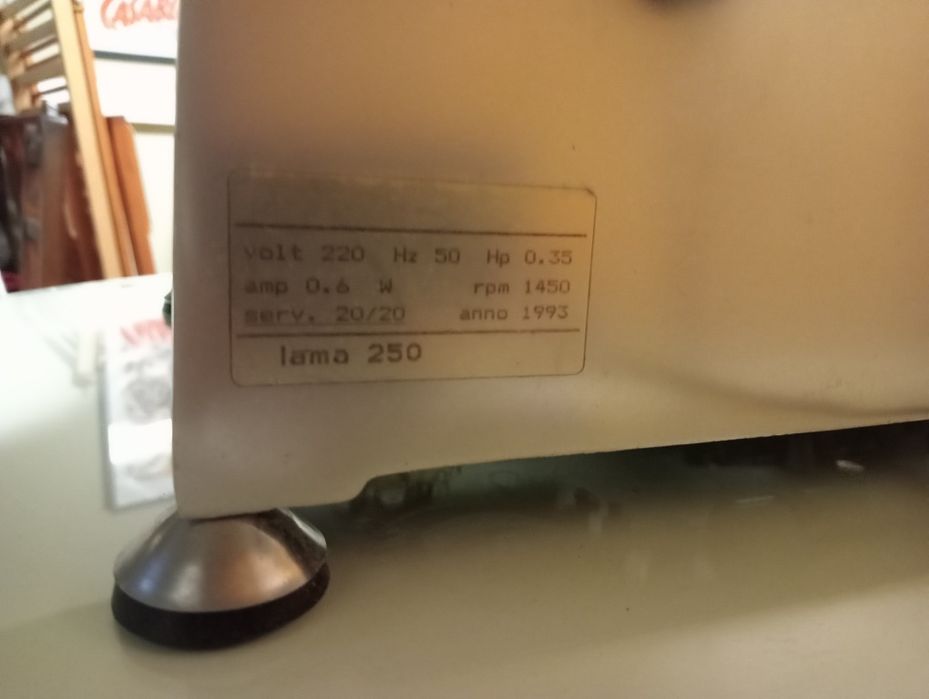 volt 220 Hz 50 Hp 0.35
amp 0.6 W rpm 1450
serv. 20/20 anno 1993
lama 250